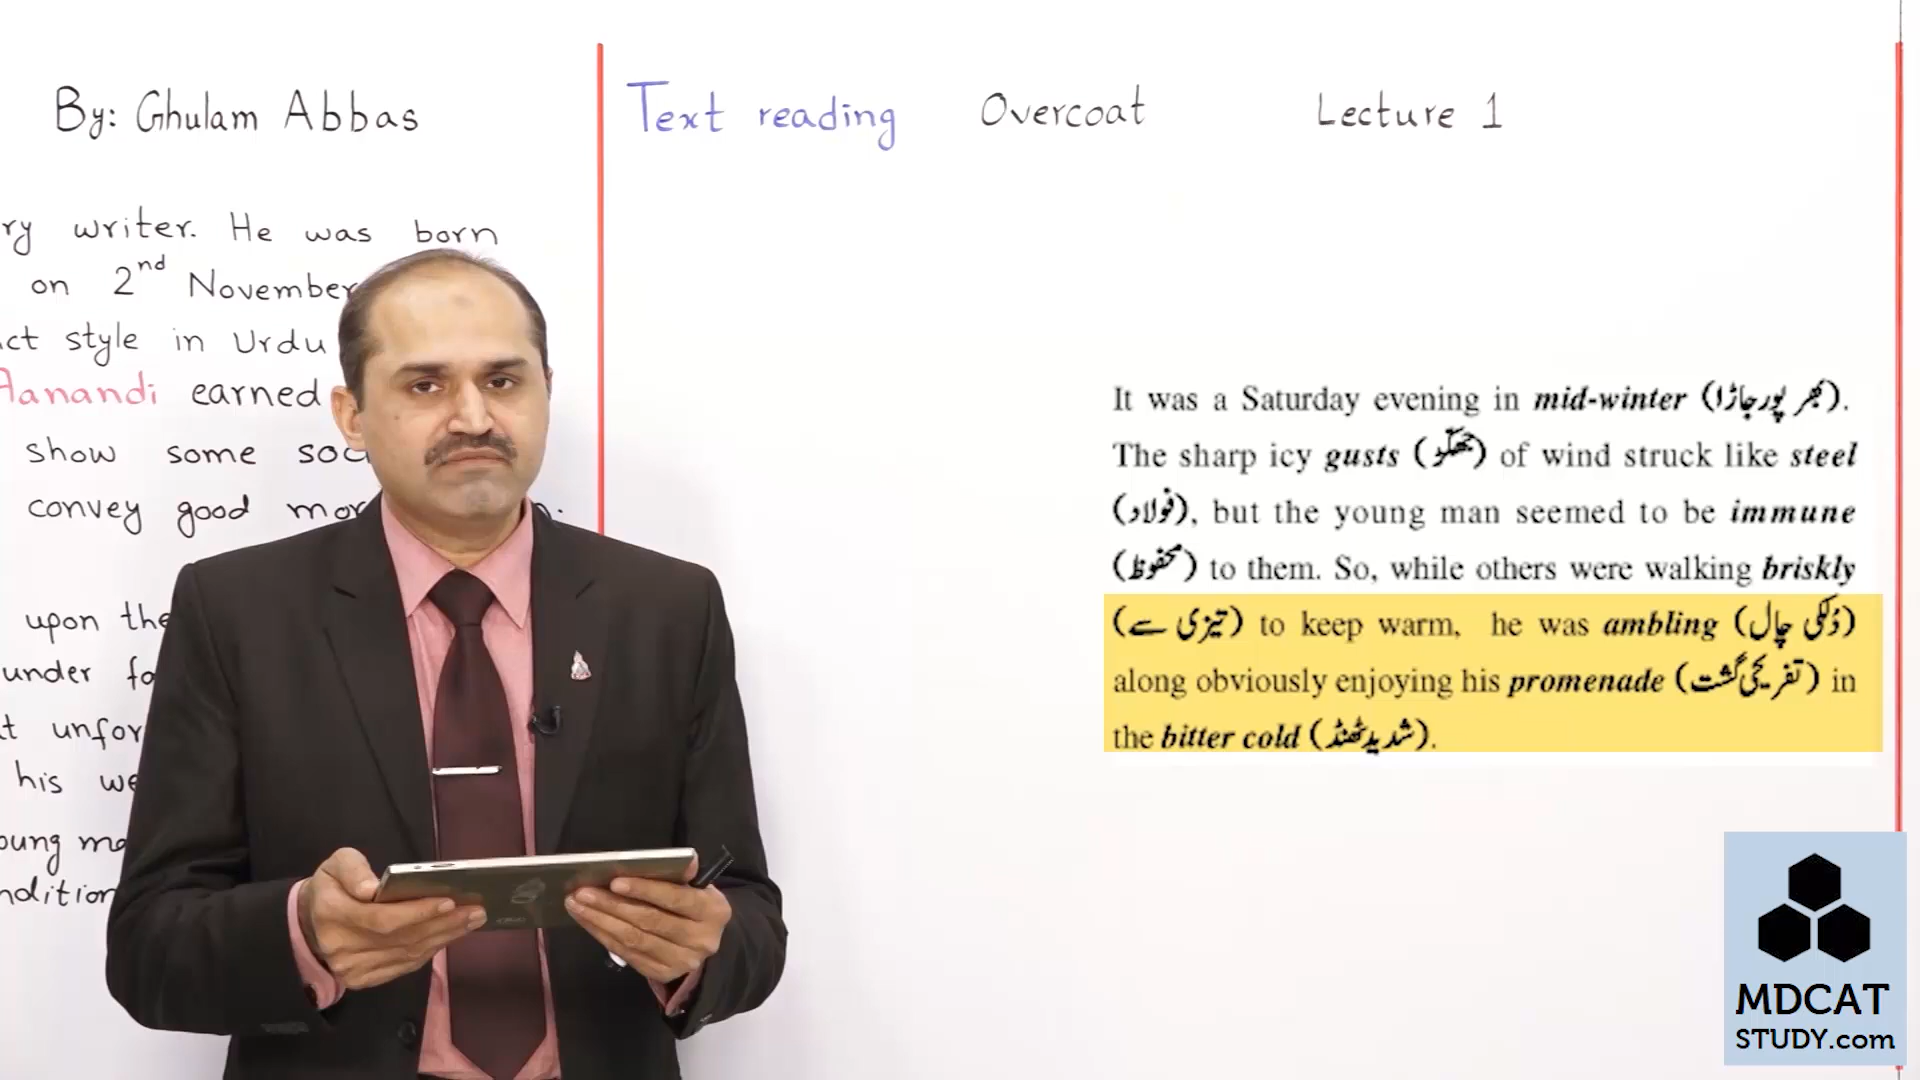 By: Ghulam Abbas
ry writer. He was born
on 2nd November
ct style in Urdu
Aanandi earned
show some soc
convey good mor
upon the
under fo
t unfor
his we
oung ma
ndition
Text reading Overcoat Lecture 1
It was a Saturday evening in mid-winter (بھر پور جاڑا).
The sharp icy gusts (جھکڑ) of wind struck like steel
(فولاد), but the young man seemed to be immune
(محفوظ) to them. So, while others were walking briskly
(تیزی سے) to keep warm, he was ambling (دُلکی چال)
along obviously enjoying his promenade (تفریحی گشت) in
the bitter cold (شدید ٹھنڈ).
MDCAT
STUDY.com